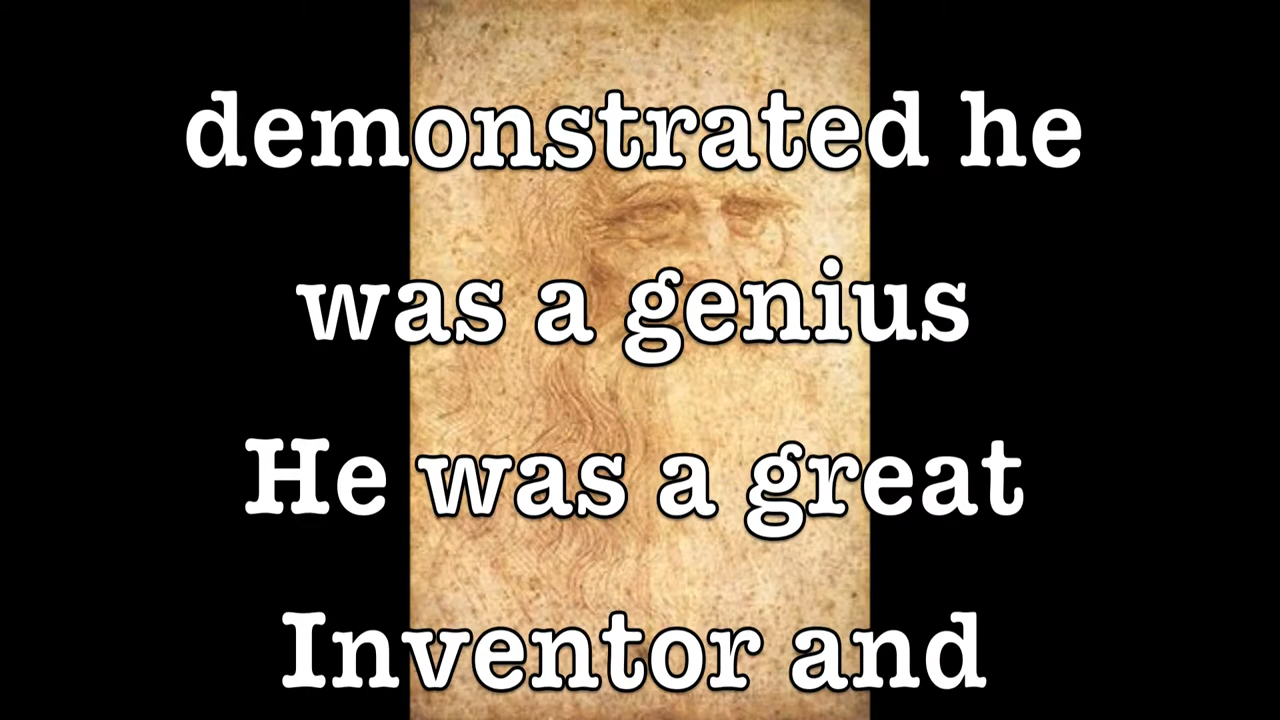 demonstrated he
was a genius
He was a great
Inventor and